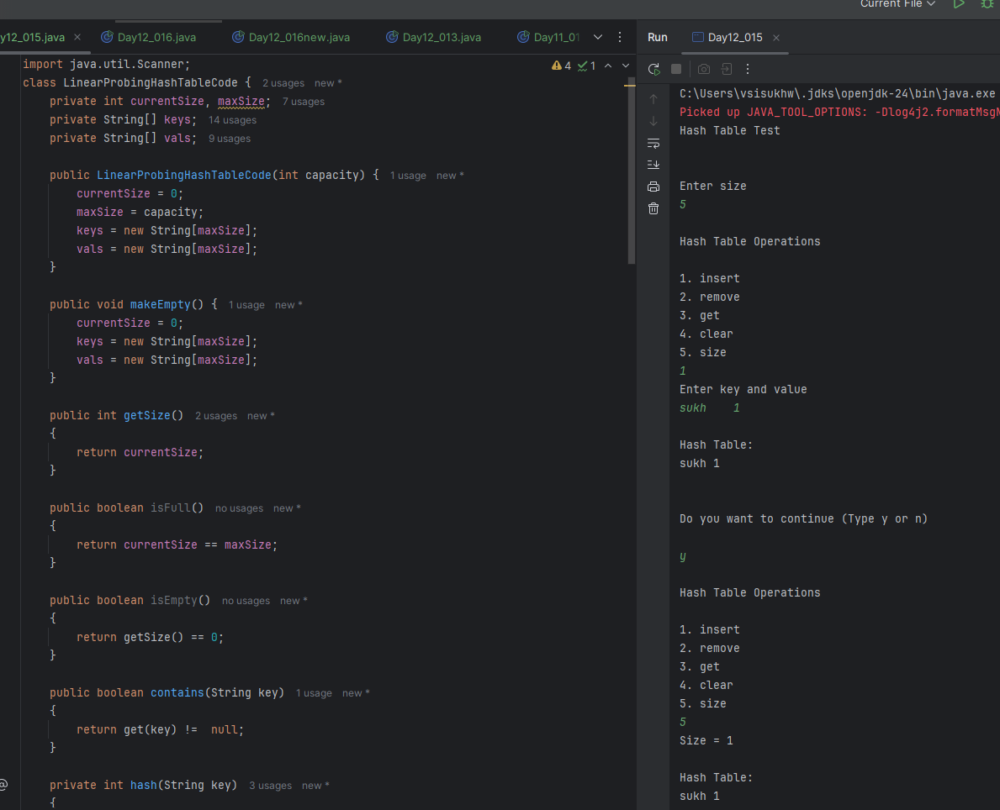 Current File
y12_015.java
Day12_016.java
Day12_016new.java
Day12_013.java
Day11_01
Run
Day12_015
import java.util.Scanner;
4
1
class LinearProbingHashTableCode {  2 usages  new *
private int currentSize, maxSize;  7 usages
private String[] keys;  14 usages
private String[] vals;  9 usages
public LinearProbingHashTableCode(int capacity) {  1 usage  new *
currentSize = 0;
maxSize = capacity;
keys = new String[maxSize];
vals = new String[maxSize];
}
public void makeEmpty() {  1 usage  new *
currentSize = 0;
keys = new String[maxSize];
vals = new String[maxSize];
}
public int getSize()  2 usages  new *
{
return currentSize;
}
public boolean isFull()  no usages  new *
{
return currentSize == maxSize;
}
public boolean isEmpty()  no usages  new *
{
return getSize() == 0;
}
public boolean contains(String key)  1 usage  new *
{
return get(key) !=  null;
}
private int hash(String key)  3 usages  new *
{
C:\Users\vsisukhw\.jdks\openjdk-24\bin\java.exe
Picked up JAVA_TOOL_OPTIONS: -Dlog4j2.formatMsgN
Hash Table Test
Enter size
5
Hash Table Operations
1. insert
2. remove
3. get
4. clear
5. size
1
Enter key and value
sukh    1
Hash Table:
sukh 1
Do you want to continue (Type y or n)
y
Hash Table Operations
1. insert
2. remove
3. get
4. clear
5. size
5
Size = 1
Hash Table:
sukh 1